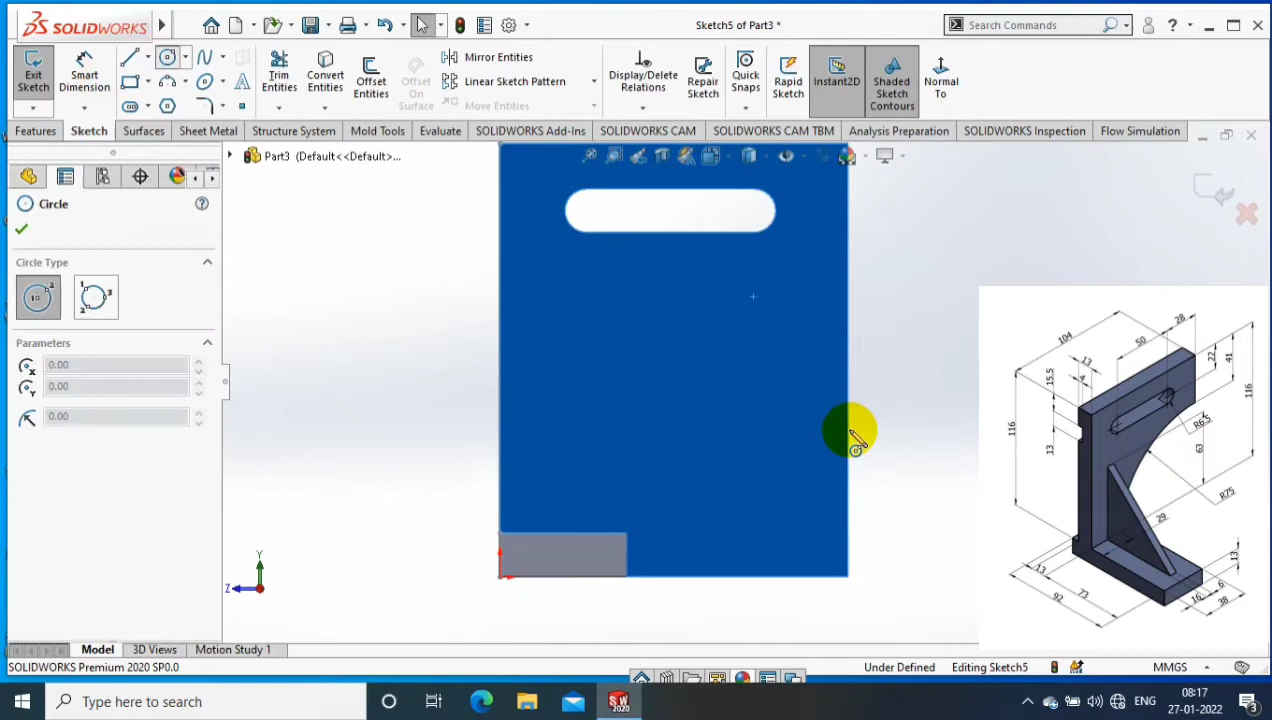 SOLIDWORKS
Sketch5 of Part3 *
Search Commands
Exit Sketch
Smart Dimension
Trim Entities
Convert Entities
Offset Entities
Offset On Surface
Mirror Entities
Linear Sketch Pattern
Move Entities
Display/Delete Relations
Repair Sketch
Quick Snaps
Rapid Sketch
Instant2D
Shaded Sketch Contours
Normal To
Features
Sketch
Surfaces
Sheet Metal
Structure System
Mold Tools
Evaluate
SOLIDWORKS Add-Ins
SOLIDWORKS CAM
SOLIDWORKS CAM TBM
Analysis Preparation
SOLIDWORKS Inspection
Flow Simulation
Part3 (Default<<Default>...
Circle
Circle Type
Parameters
0.00
0.00
0.00
Y
Z
104
28
50
13
4
15.5
22
41
116
116
R6.5
63
13
R75
29
13
13
73
92
16
6
38
Model
3D Views
Motion Study 1
SOLIDWORKS Premium 2020 SP0.0
Under Defined
Editing Sketch5
MMGS
Type here to search
SW
2020
ENG
08:17
27-01-2022
3